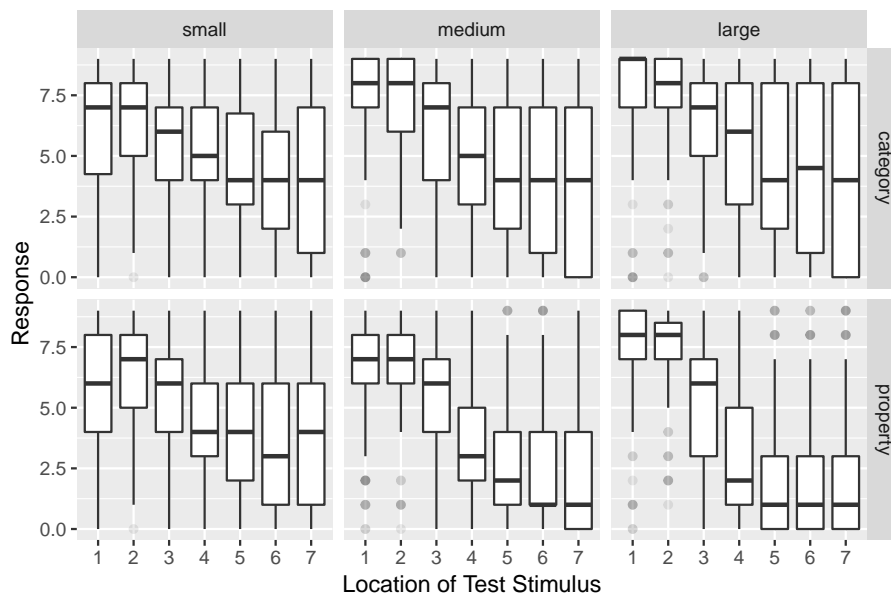 small medium large
7.5
5.0
2.5
0.0
category
Response
7.5
5.0
2.5
0.0
property
1 2 3 4 5 6 7 1 2 3 4 5 6 7 1 2 3 4 5 6 7
Location of Test Stimulus